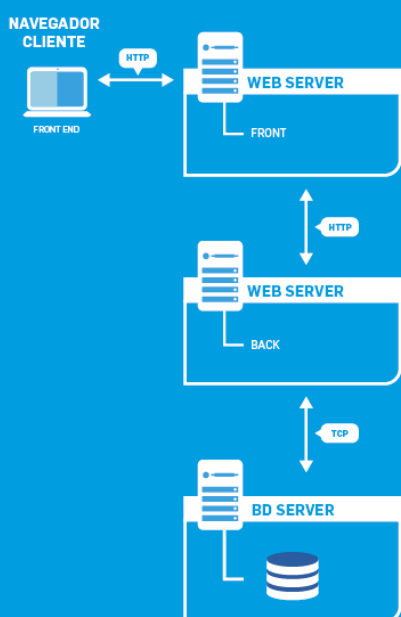 NAVEGADOR
CLIENTE
HTTP
FRONT END
WEB SERVER
FRONT
HTTP
WEB SERVER
BACK
TCP
BD SERVER